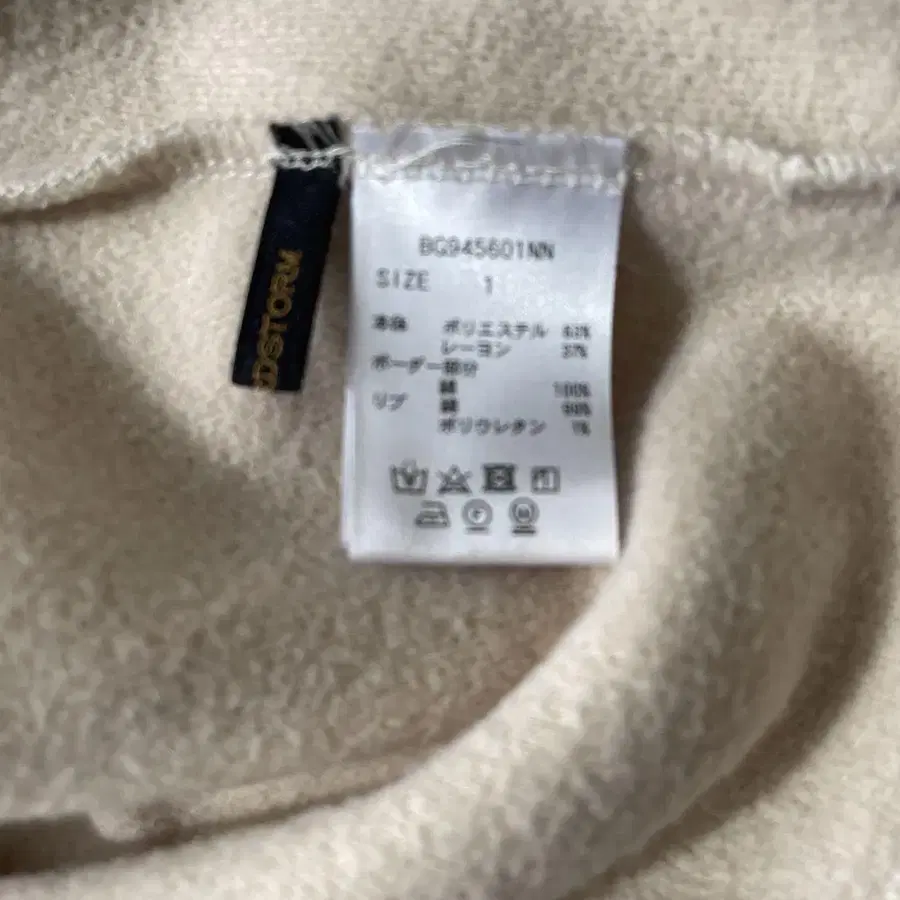 DSTORM
BG945601NN
SIZE 1
本体 ポリエステル 63%
レーヨン 37%
ボーダー部分
綿 100%
リブ 綿 99%
ポリウレタン 1%